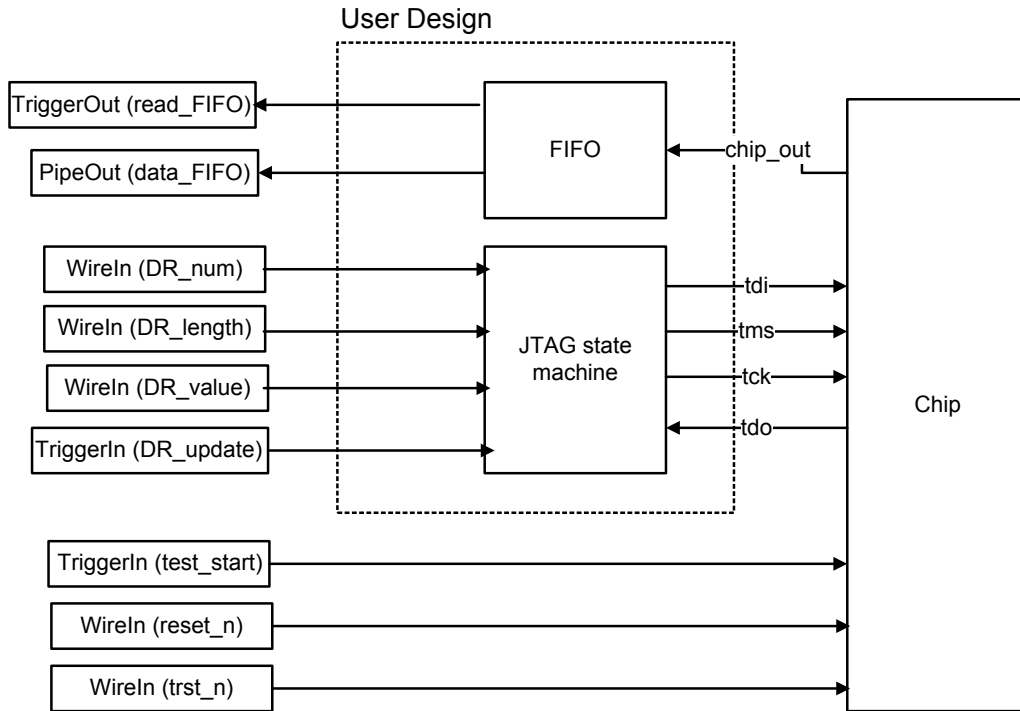 User Design
TriggerOut (read_FIFO)
PipeOut (data_FIFO)
FIFO
chip_out
WireIn (DR_num)
WireIn (DR_length)
WireIn (DR_value)
TriggerIn (DR_update)
JTAG state
machine
tdi
tms
tck
tdo
Chip
TriggerIn (test_start)
WireIn (reset_n)
WireIn (trst_n)